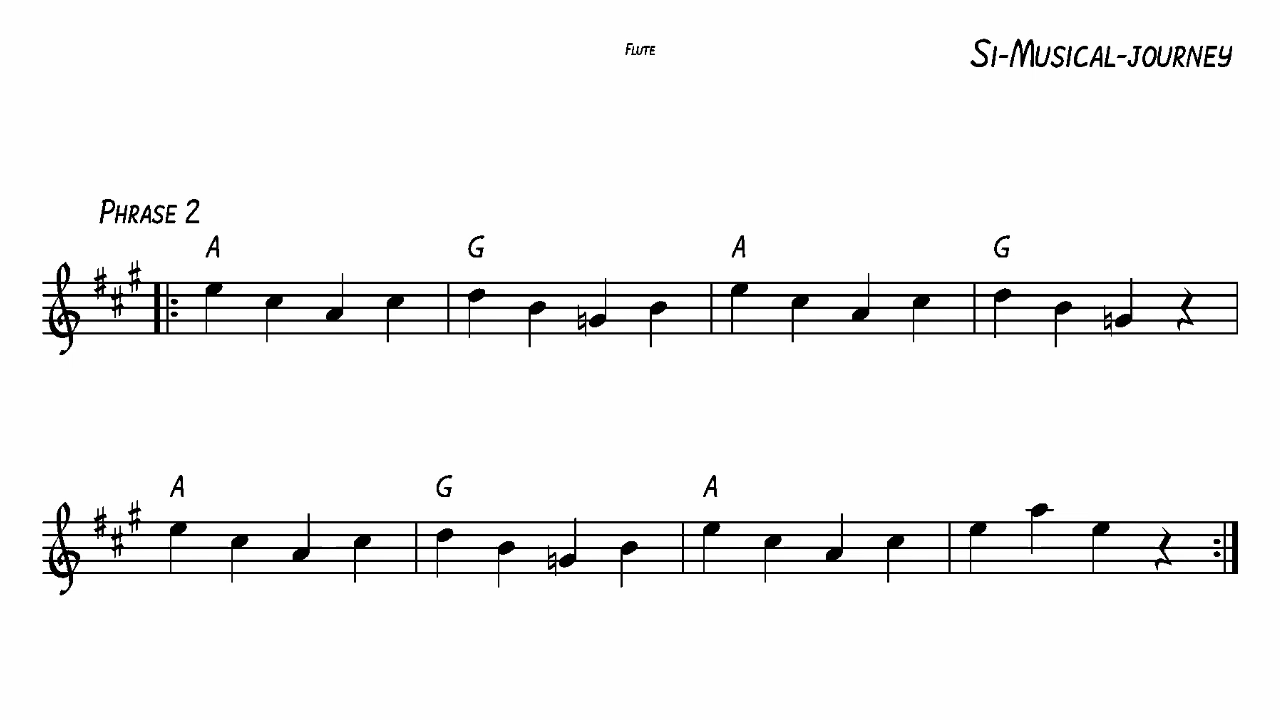 Flute
Si-Musical-journey
Phrase 2
A G A G
A G A